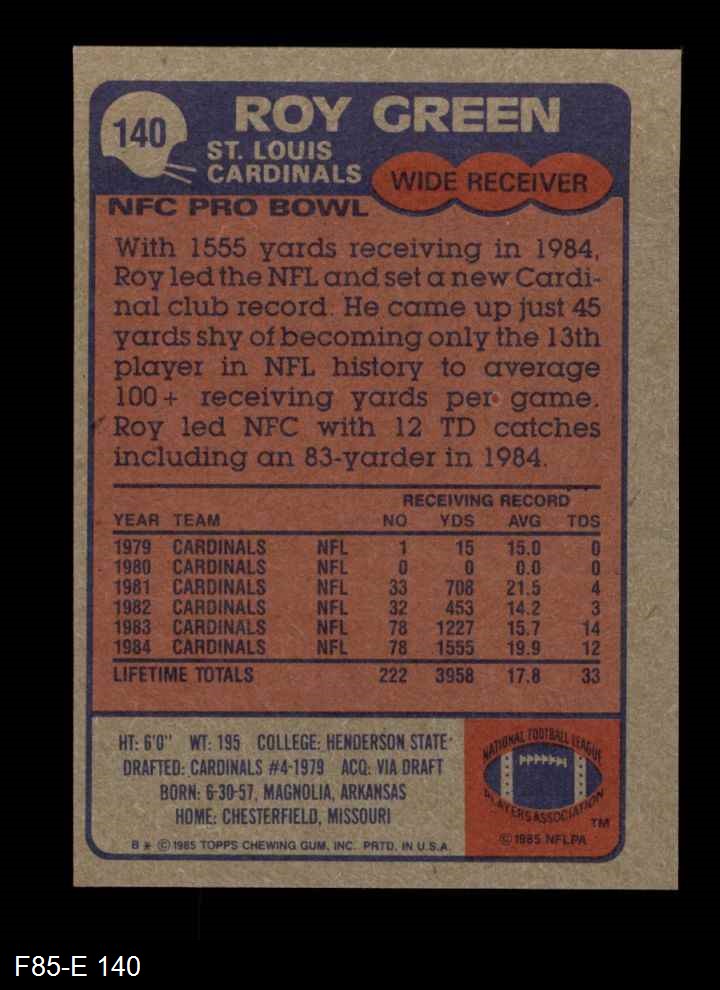 140
ROY GREEN
ST. LOUIS
CARDINALS
WIDE RECEIVER
NFC PRO BOWL
With 1555 yards receiving in 1984,
Roy led the NFL and set a new Cardi-
nal club record. He came up just 45
yards shy of becoming only the 13th
player in NFL history to average
100+ receiving yards per game.
Roy led NFC with 12 TD catches
including an 83-yarder in 1984.
RECEIVING RECORD
YEAR TEAM NO YDS AVG TDS
1979 CARDINALS NFL 1 15 15.0 0
1980 CARDINALS NFL 0 0 0.0 0
1981 CARDINALS NFL 33 708 21.5 4
1982 CARDINALS NFL 32 453 14.2 3
1983 CARDINALS NFL 78 1227 15.7 14
1984 CARDINALS NFL 78 1555 19.9 12
LIFETIME TOTALS 222 3958 17.8 33
HT: 6'0" WT: 195 COLLEGE: HENDERSON STATE
DRAFTED: CARDINALS #4-1979 ACQ: VIA DRAFT
BORN: 6-30-57, MAGNOLIA, ARKANSAS
HOME: CHESTERFIELD, MISSOURI
B * © 1985 TOPPS CHEWING GUM, INC. PRTD. IN U.S.A.
NATIONAL FOOTBALL LEAGUE
PLAYERS ASSOCIATION
TM
© 1985 NFLPA
F85-E 140